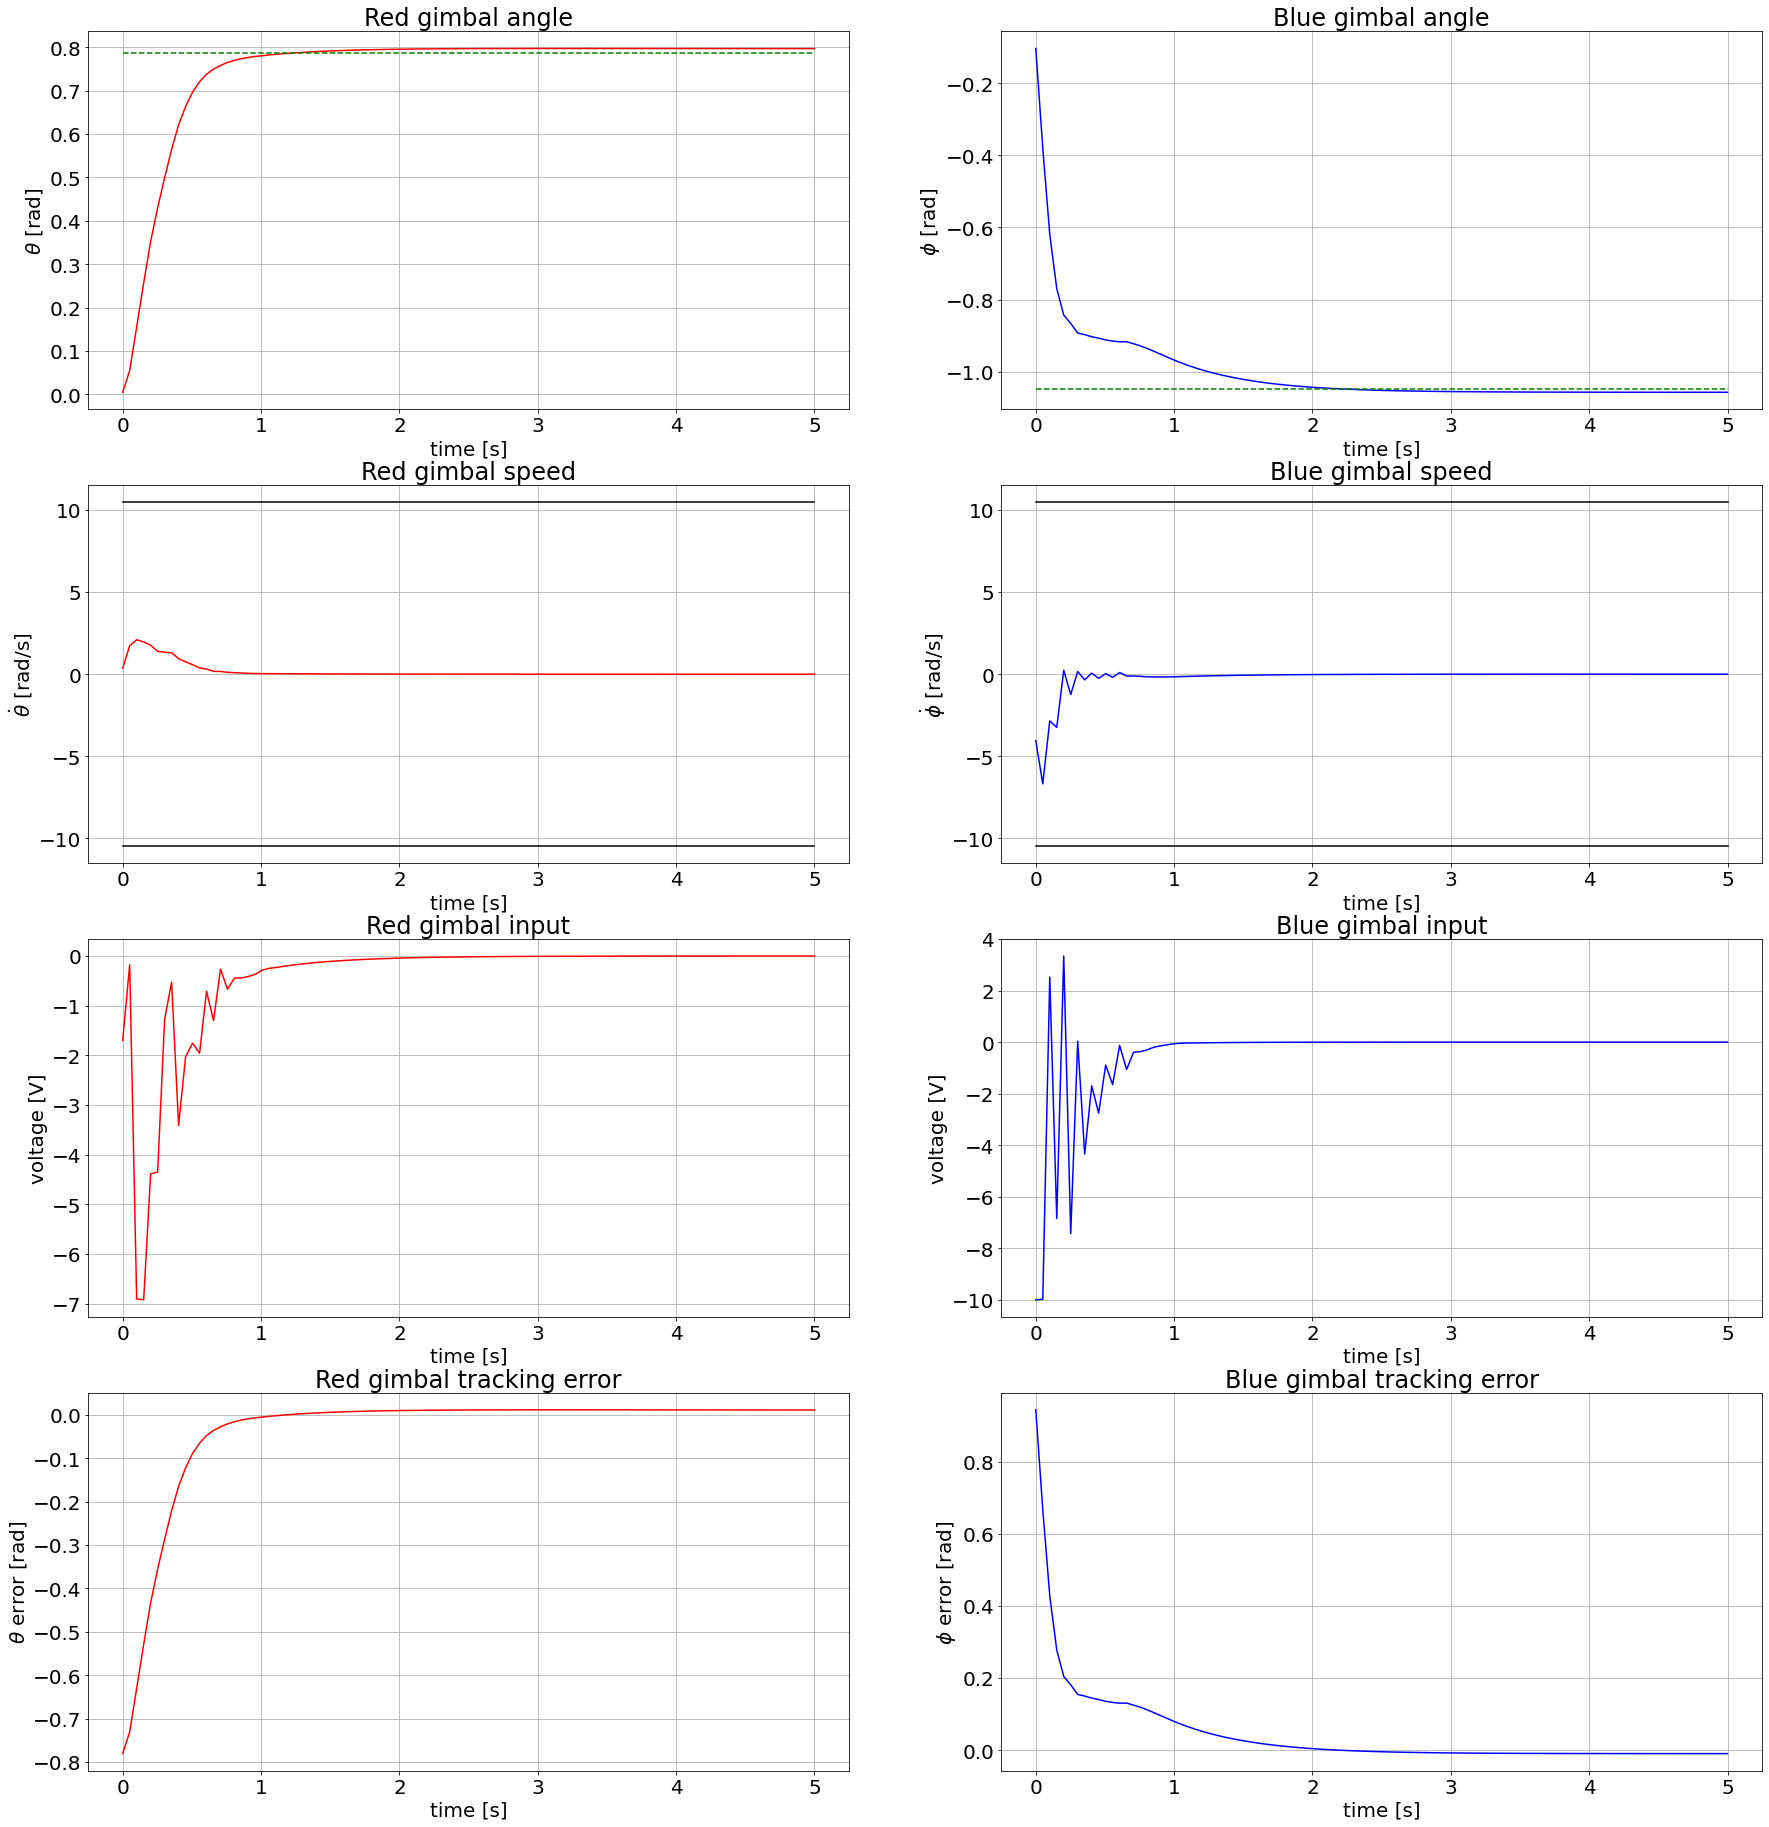 Red gimbal angle
0.8
0.7
0.6
0.5
0.4
0.3
0.2
0.1
0.0
θ [rad]
0 1 2 3 4 5
time [s]
Blue gimbal angle
−0.2
−0.4
−0.6
−0.8
−1.0
ϕ [rad]
0 1 2 3 4 5
time [s]
Red gimbal speed
10
5
0
−5
−10
θ̇ [rad/s]
0 1 2 3 4 5
time [s]
Blue gimbal speed
10
5
0
−5
−10
ϕ̇ [rad/s]
0 1 2 3 4 5
time [s]
Red gimbal input
0
−1
−2
−3
−4
−5
−6
−7
voltage [V]
0 1 2 3 4 5
time [s]
Blue gimbal input
4
2
0
−2
−4
−6
−8
−10
voltage [V]
0 1 2 3 4 5
time [s]
Red gimbal tracking error
0.0
−0.1
−0.2
−0.3
−0.4
−0.5
−0.6
−0.7
−0.8
θ error [rad]
0 1 2 3 4 5
time [s]
Blue gimbal tracking error
0.8
0.6
0.4
0.2
0.0
ϕ error [rad]
0 1 2 3 4 5
time [s]